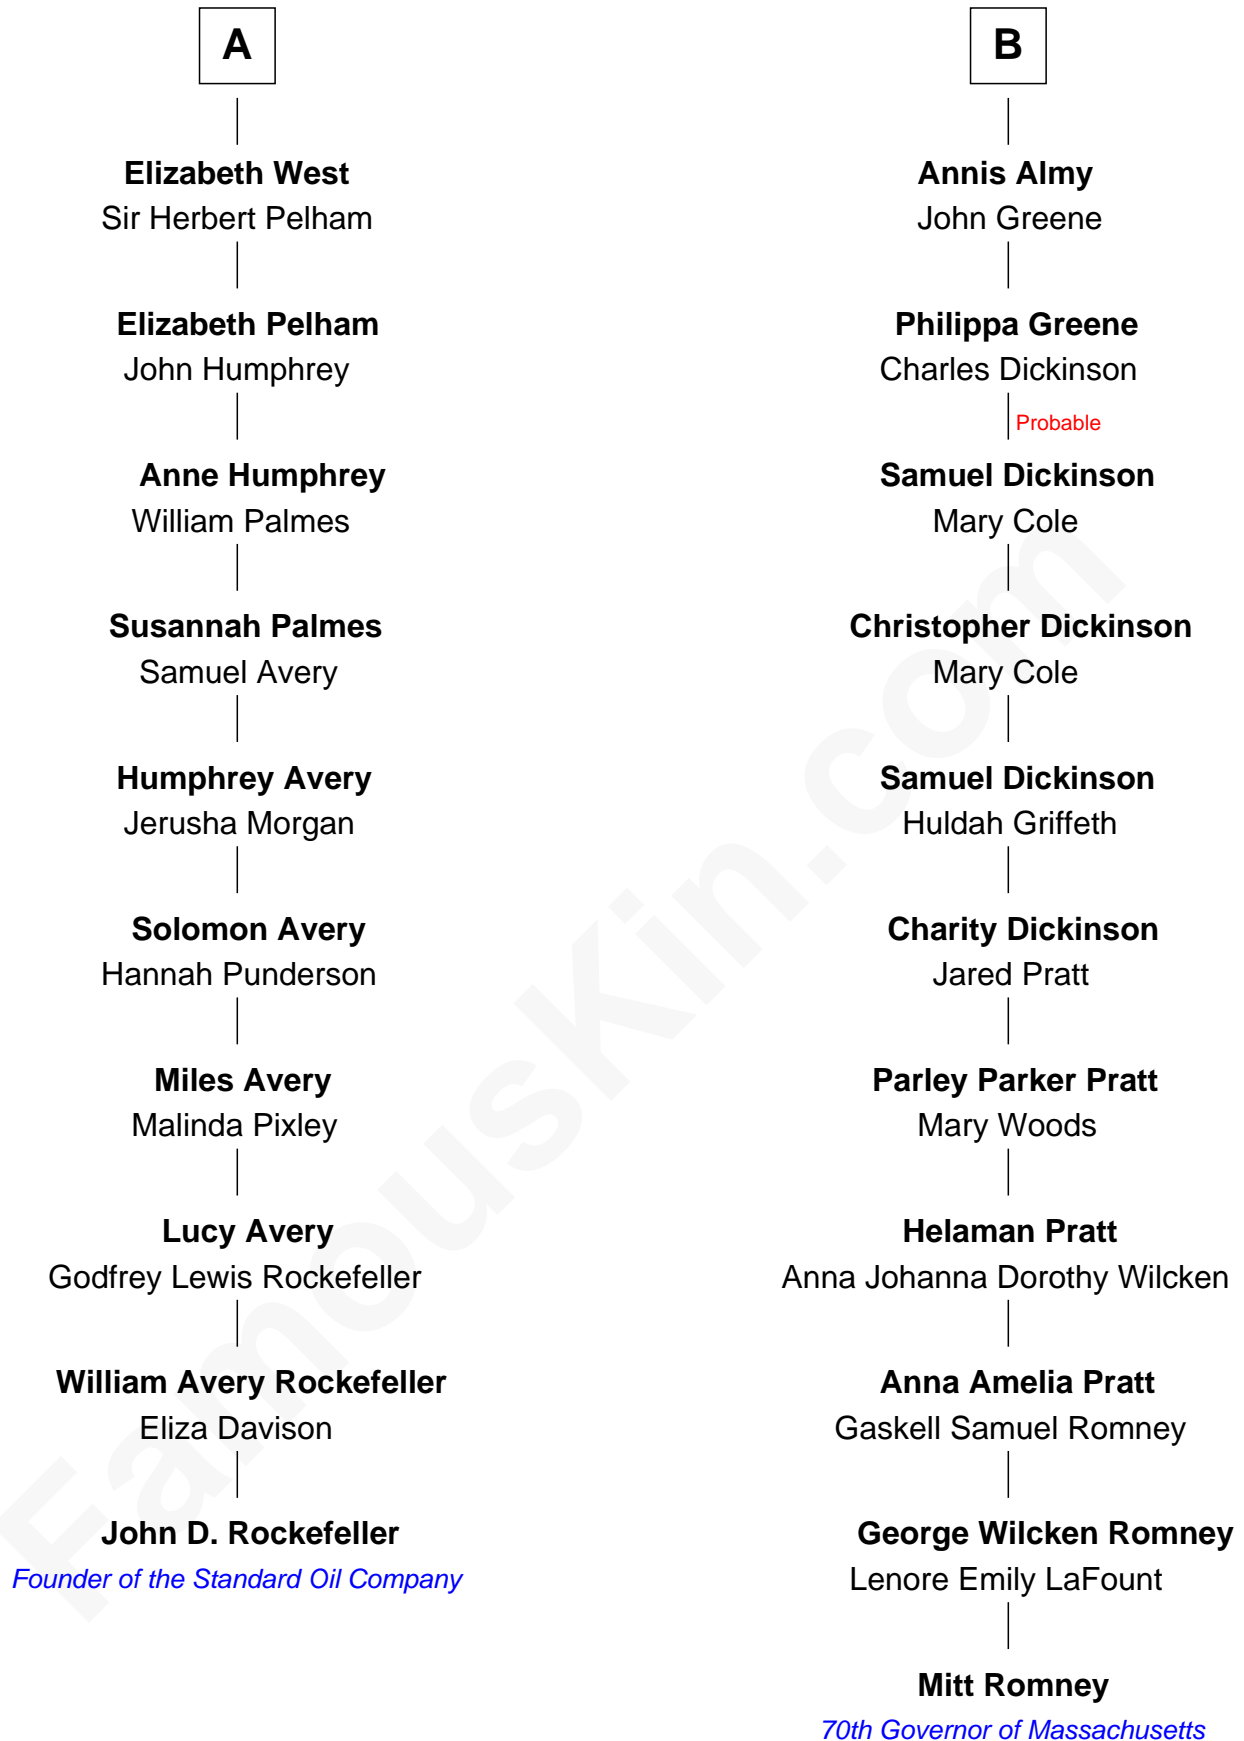 A
Elizabeth West
Sir Herbert Pelham
Elizabeth Pelham
John Humphrey
Anne Humphrey
William Palmes
Susannah Palmes
Samuel Avery
Humphrey Avery
Jerusha Morgan
Solomon Avery
Hannah Punderson
Miles Avery
Malinda Pixley
Lucy Avery
Godfrey Lewis Rockefeller
William Avery Rockefeller
Eliza Davison
John D. Rockefeller
Founder of the Standard Oil Company
B
Annis Almy
John Greene
Philippa Greene
Charles Dickinson
Probable
Samuel Dickinson
Mary Cole
Christopher Dickinson
Mary Cole
Samuel Dickinson
Huldah Griffeth
Charity Dickinson
Jared Pratt
Parley Parker Pratt
Mary Woods
Helaman Pratt
Anna Johanna Dorothy Wilcken
Anna Amelia Pratt
Gaskell Samuel Romney
George Wilcken Romney
Lenore Emily LaFount
Mitt Romney
70th Governor of Massachusetts
FamousKin.com